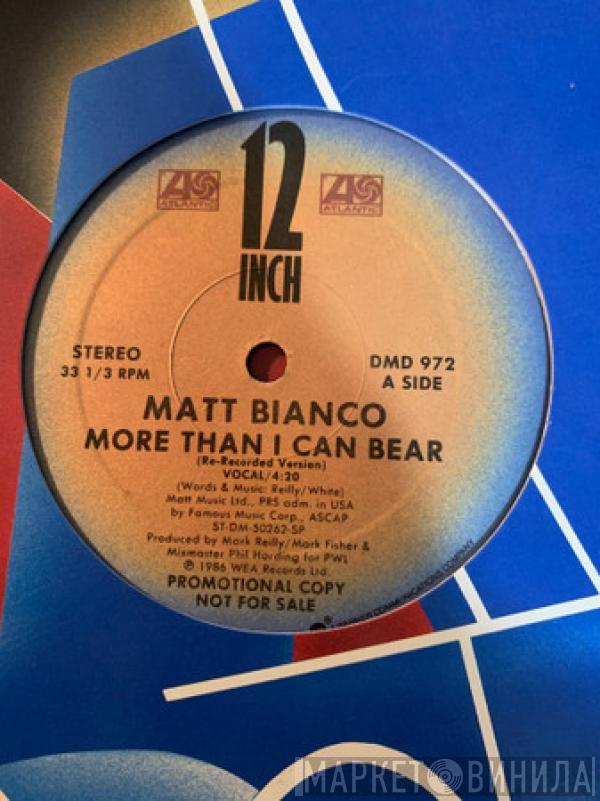 12
INCH
ATLANTIC
ATLANTIC
STEREO
33 1/3 RPM
DMD 972
A SIDE
MATT BIANCO
MORE THAN I CAN BEAR
(Re-Recorded Version)
VOCAL/4:20
(Words & Music: Reilly/White)
Matt Music Ltd., PRS adm. in USA
by Famous Music Corp., ASCAP
ST-DM-50262-SP
Produced by Mark Reilly/Mark Fisher &
Mixmaster Phil Harding for PWL
℗ 1986 WEA Records Ltd.
PROMOTIONAL COPY
NOT FOR SALE
A WARNER COMMUNICATIONS COMPANY
МАРКЕТ ВИНИЛА